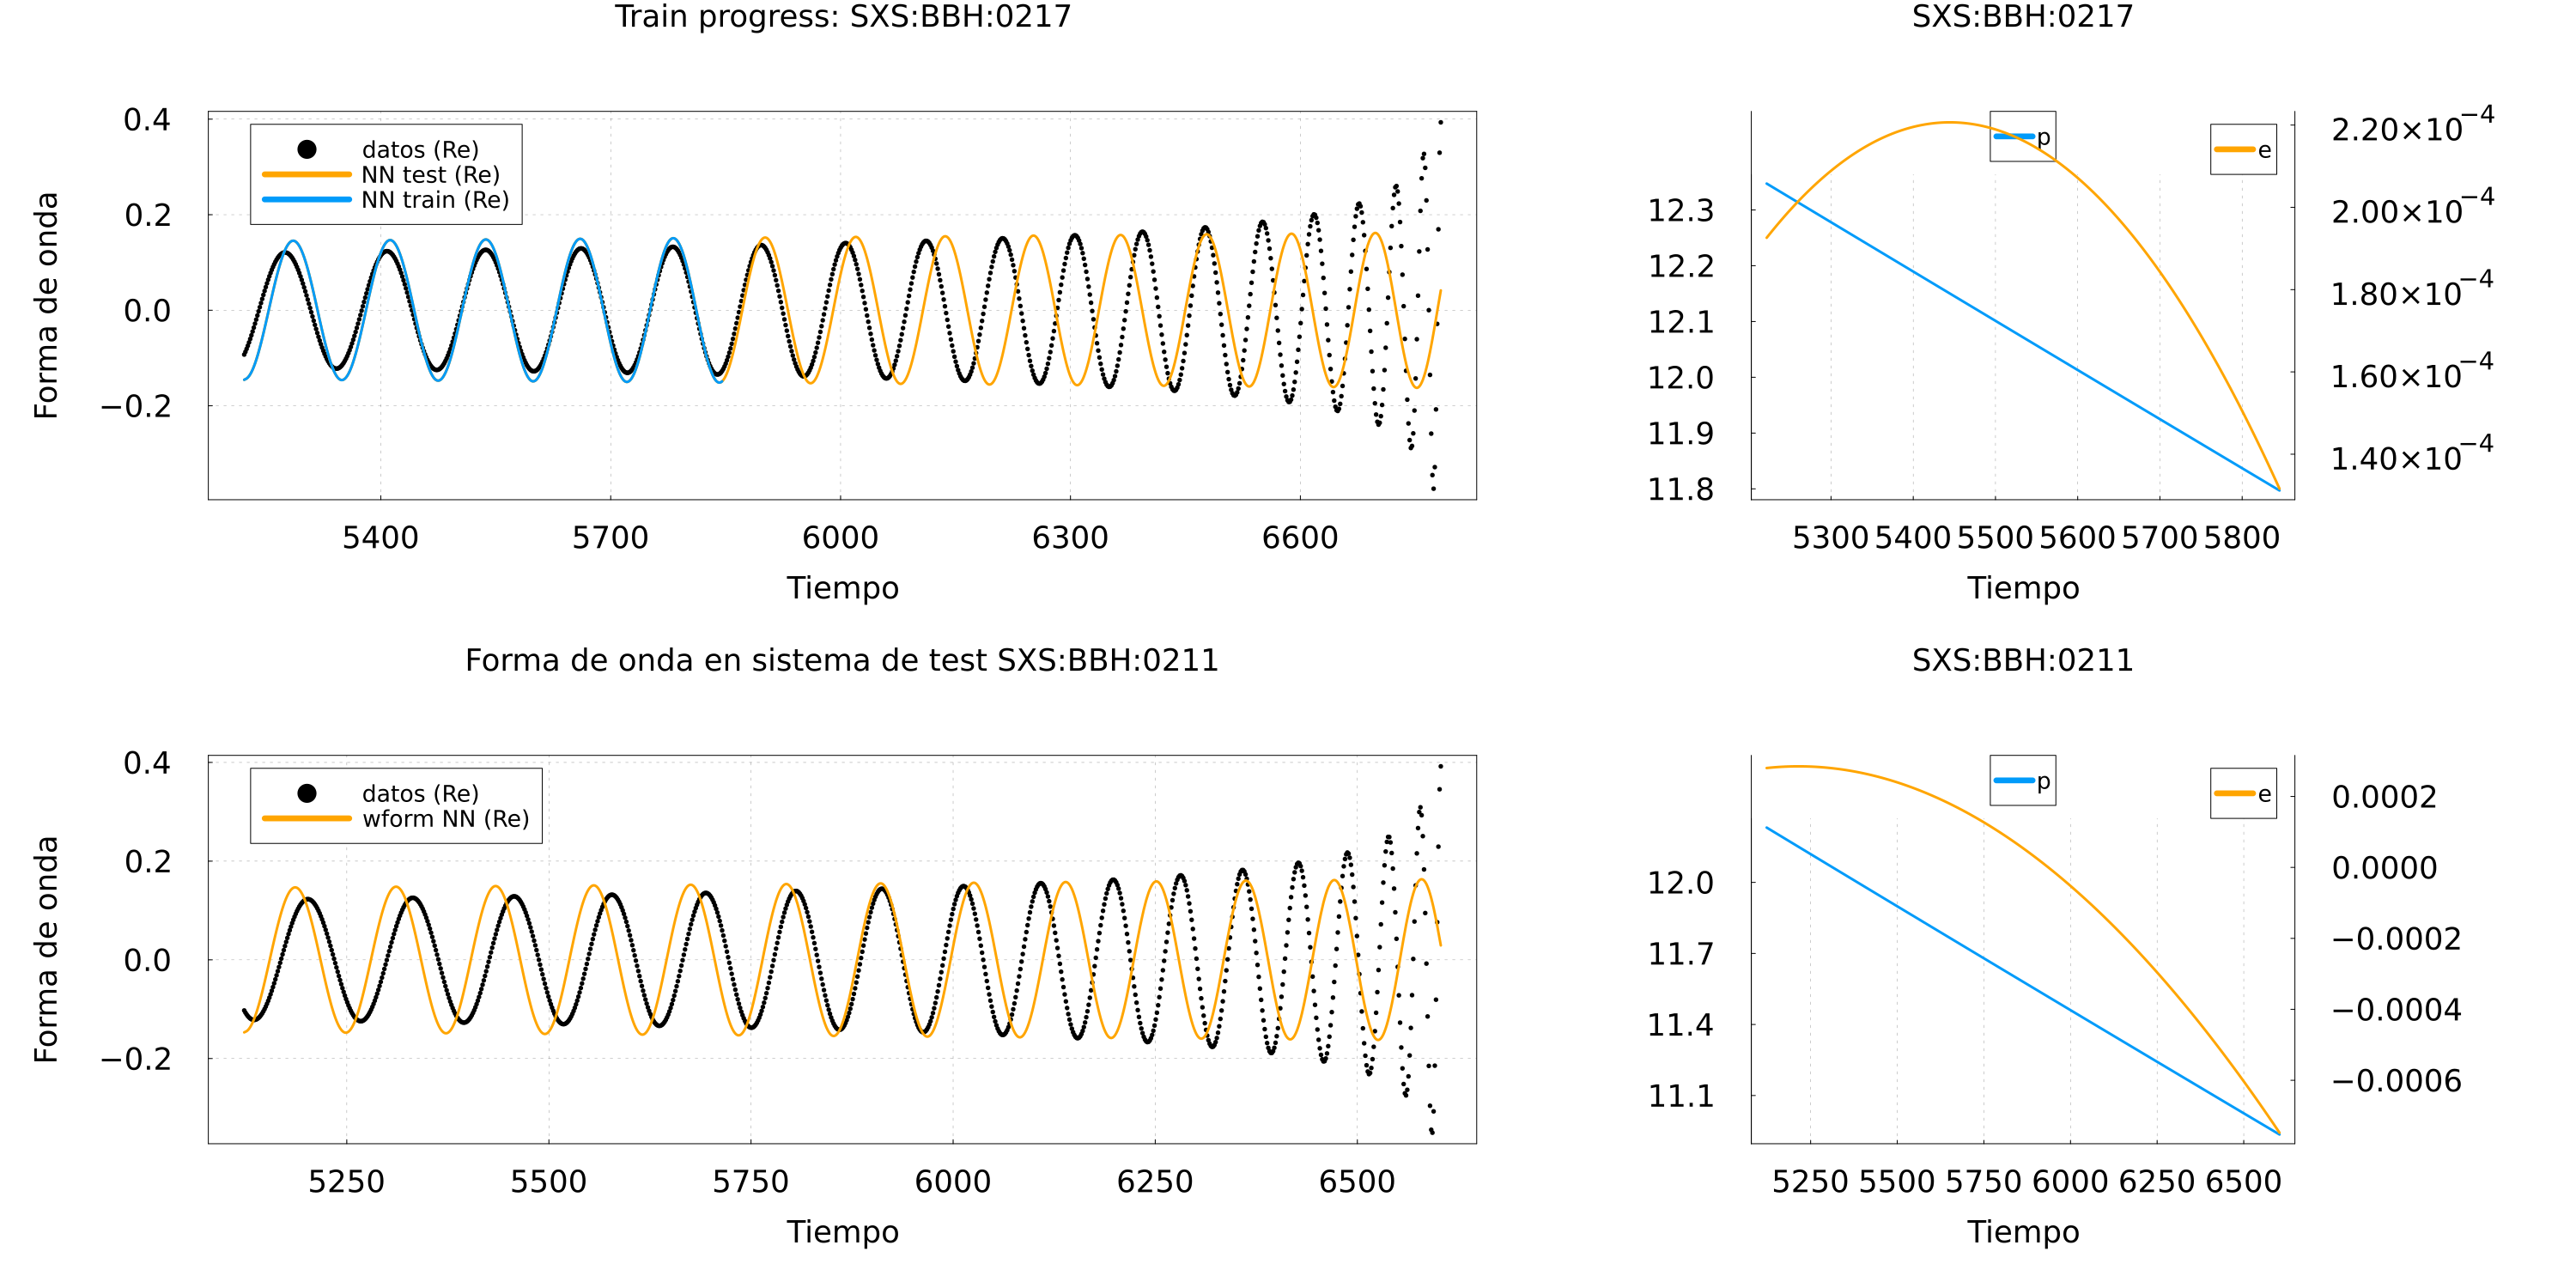 Train progress: SXS:BBH:0217
0.4
0.2
0.0
−0.2
Forma de onda
datos (Re)
NN test (Re)
NN train (Re)
5400 5700 6000 6300 6600
Tiempo
SXS:BBH:0217
12.3
12.2
12.1
12.0
11.9
11.8
p
e
2.20×10⁻⁴
2.00×10⁻⁴
1.80×10⁻⁴
1.60×10⁻⁴
1.40×10⁻⁴
5300 5400 5500 5600 5700 5800
Tiempo
Forma de onda en sistema de test SXS:BBH:0211
0.4
0.2
0.0
−0.2
Forma de onda
datos (Re)
wform NN (Re)
5250 5500 5750 6000 6250 6500
Tiempo
SXS:BBH:0211
12.0
11.7
11.4
11.1
p
e
0.0002
0.0000
−0.0002
−0.0004
−0.0006
5250 5500 5750 6000 6250 6500
Tiempo